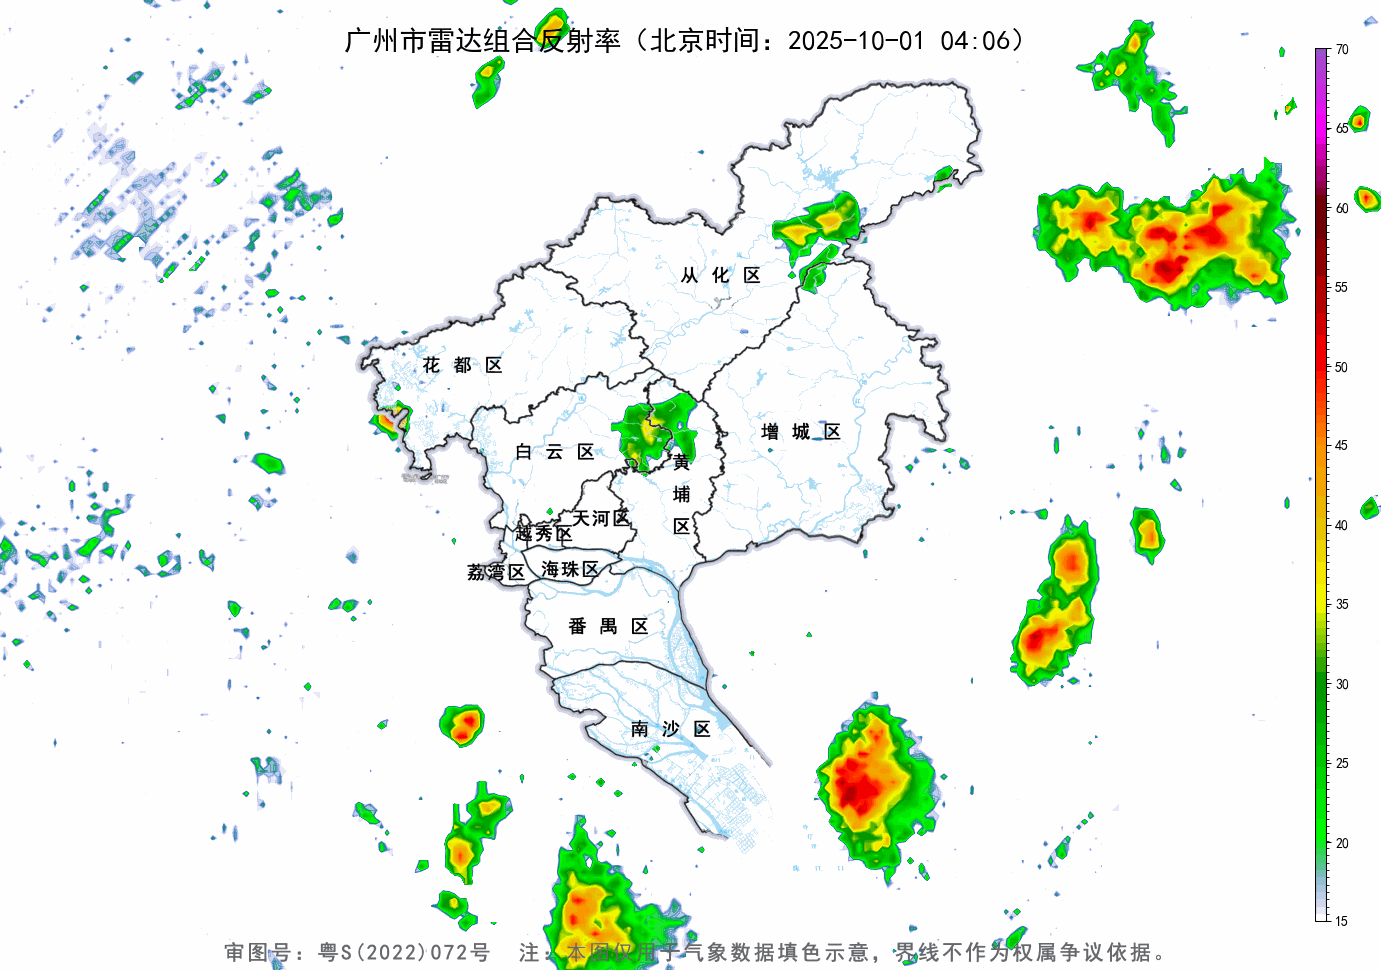 广州市雷达组合反射率（北京时间：2025-10-01 04:06）
70
65
60
55
50
45
40
35
30
25
20
15
从化区
花都区
增城区
白云区
黄埔区
天河区
越秀区
荔湾区
海珠区
番禺区
南沙区
审图号：粤S(2022)072号 注：本图仅用于气象数据填色示意，界线不作为权属争议依据。